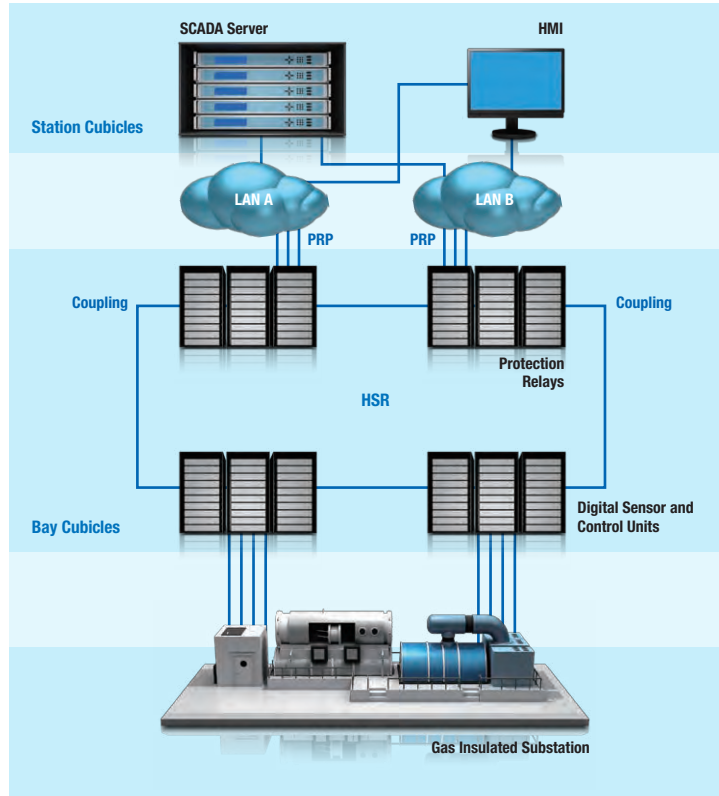 SCADA Server
HMI
Station Cubicles
LAN A
LAN B
PRP
PRP
Coupling
Coupling
Protection
Relays
HSR
Digital Sensor and
Control Units
Bay Cubicles
Gas Insulated Substation